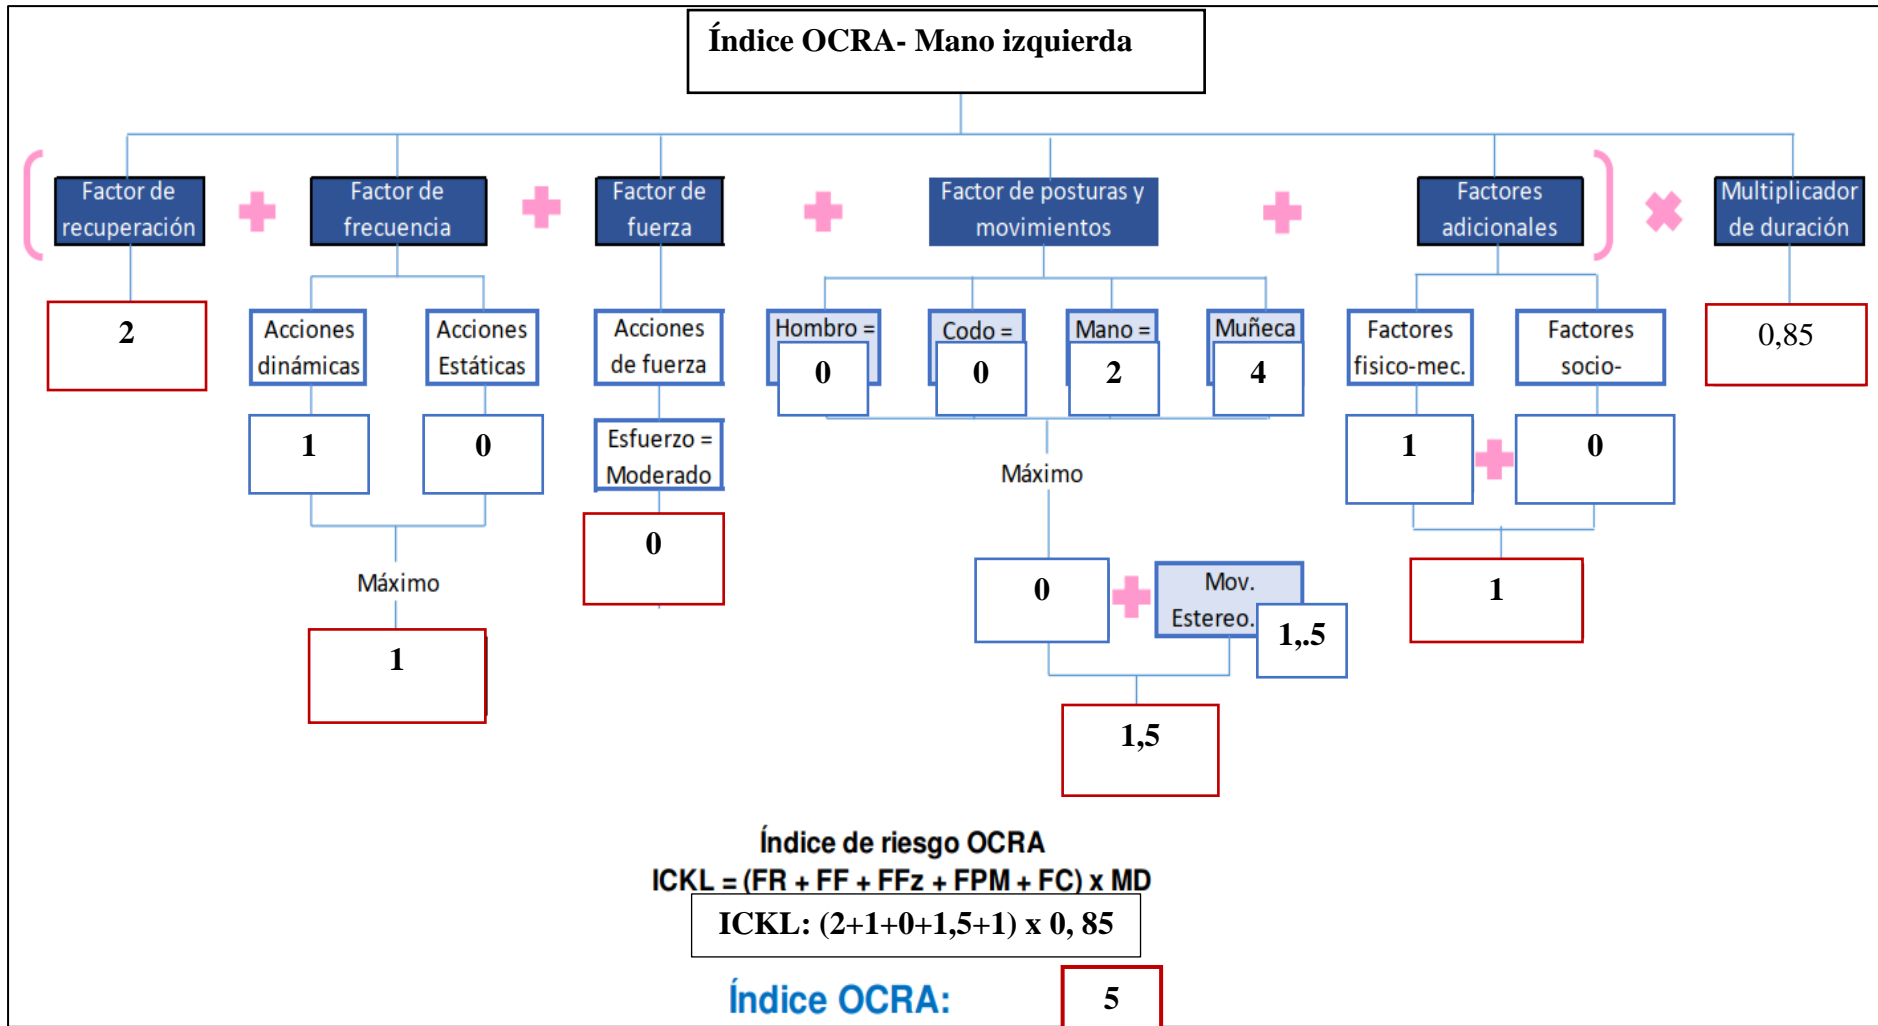 Índice OCRA- Mano izquierda
Factor de
recuperación
Factor de
frecuencia
Factor de
fuerza
Factor de posturas y
movimientos
Factores
adicionales
Multiplicador
de duración
2
Acciones
dinámicas
Acciones
Estáticas
Acciones
de fuerza
Hombro =
0
Codo =
0
Mano =
2
Muñeca
4
Factores
fisico-mec.
Factores
socio-
0,85
1
0
Esfuerzo =
Moderado
Máximo
1
0
Máximo
1
0
0
Mov.
Estereo.
1,.5
1
1,5
Índice de riesgo OCRA
ICKL = (FR + FF + FFz + FPM + FC) x MD
ICKL: (2+1+0+1,5+1) x 0, 85
Índice OCRA:
5